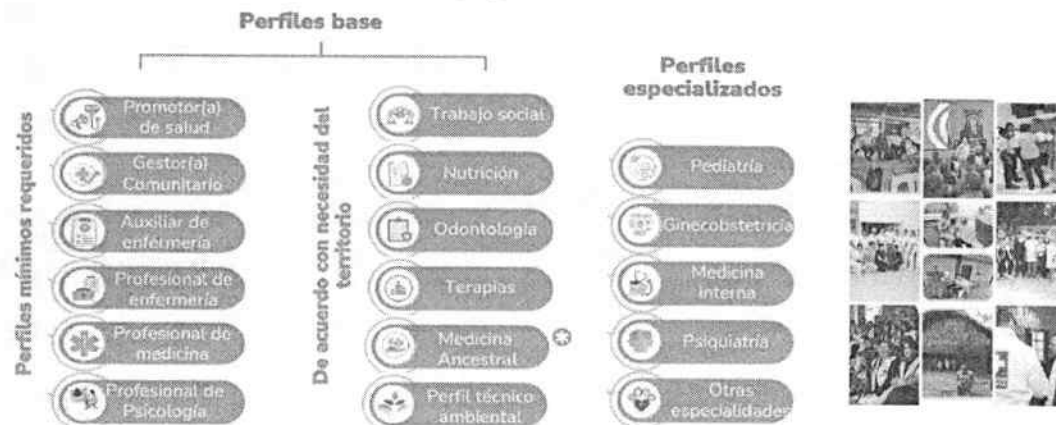 Perfiles base
Perfiles mínimos requeridos
Promotor(a)
de salud
Gestor(a)
Comunitario
Auxiliar de
enfermería
Profesional de
enfermería
Profesional de
medicina
Profesional de
Psicología
De acuerdo con necesidad del
territorio
Trabajo social
Nutrición
Odontología
Terapias
Medicina
Ancestral
Perfil técnico
ambiental
Perfiles
especializados
Pediatría
Ginecobstetricia
Medicina
interna
Psiquiatría
Otras
especialidades